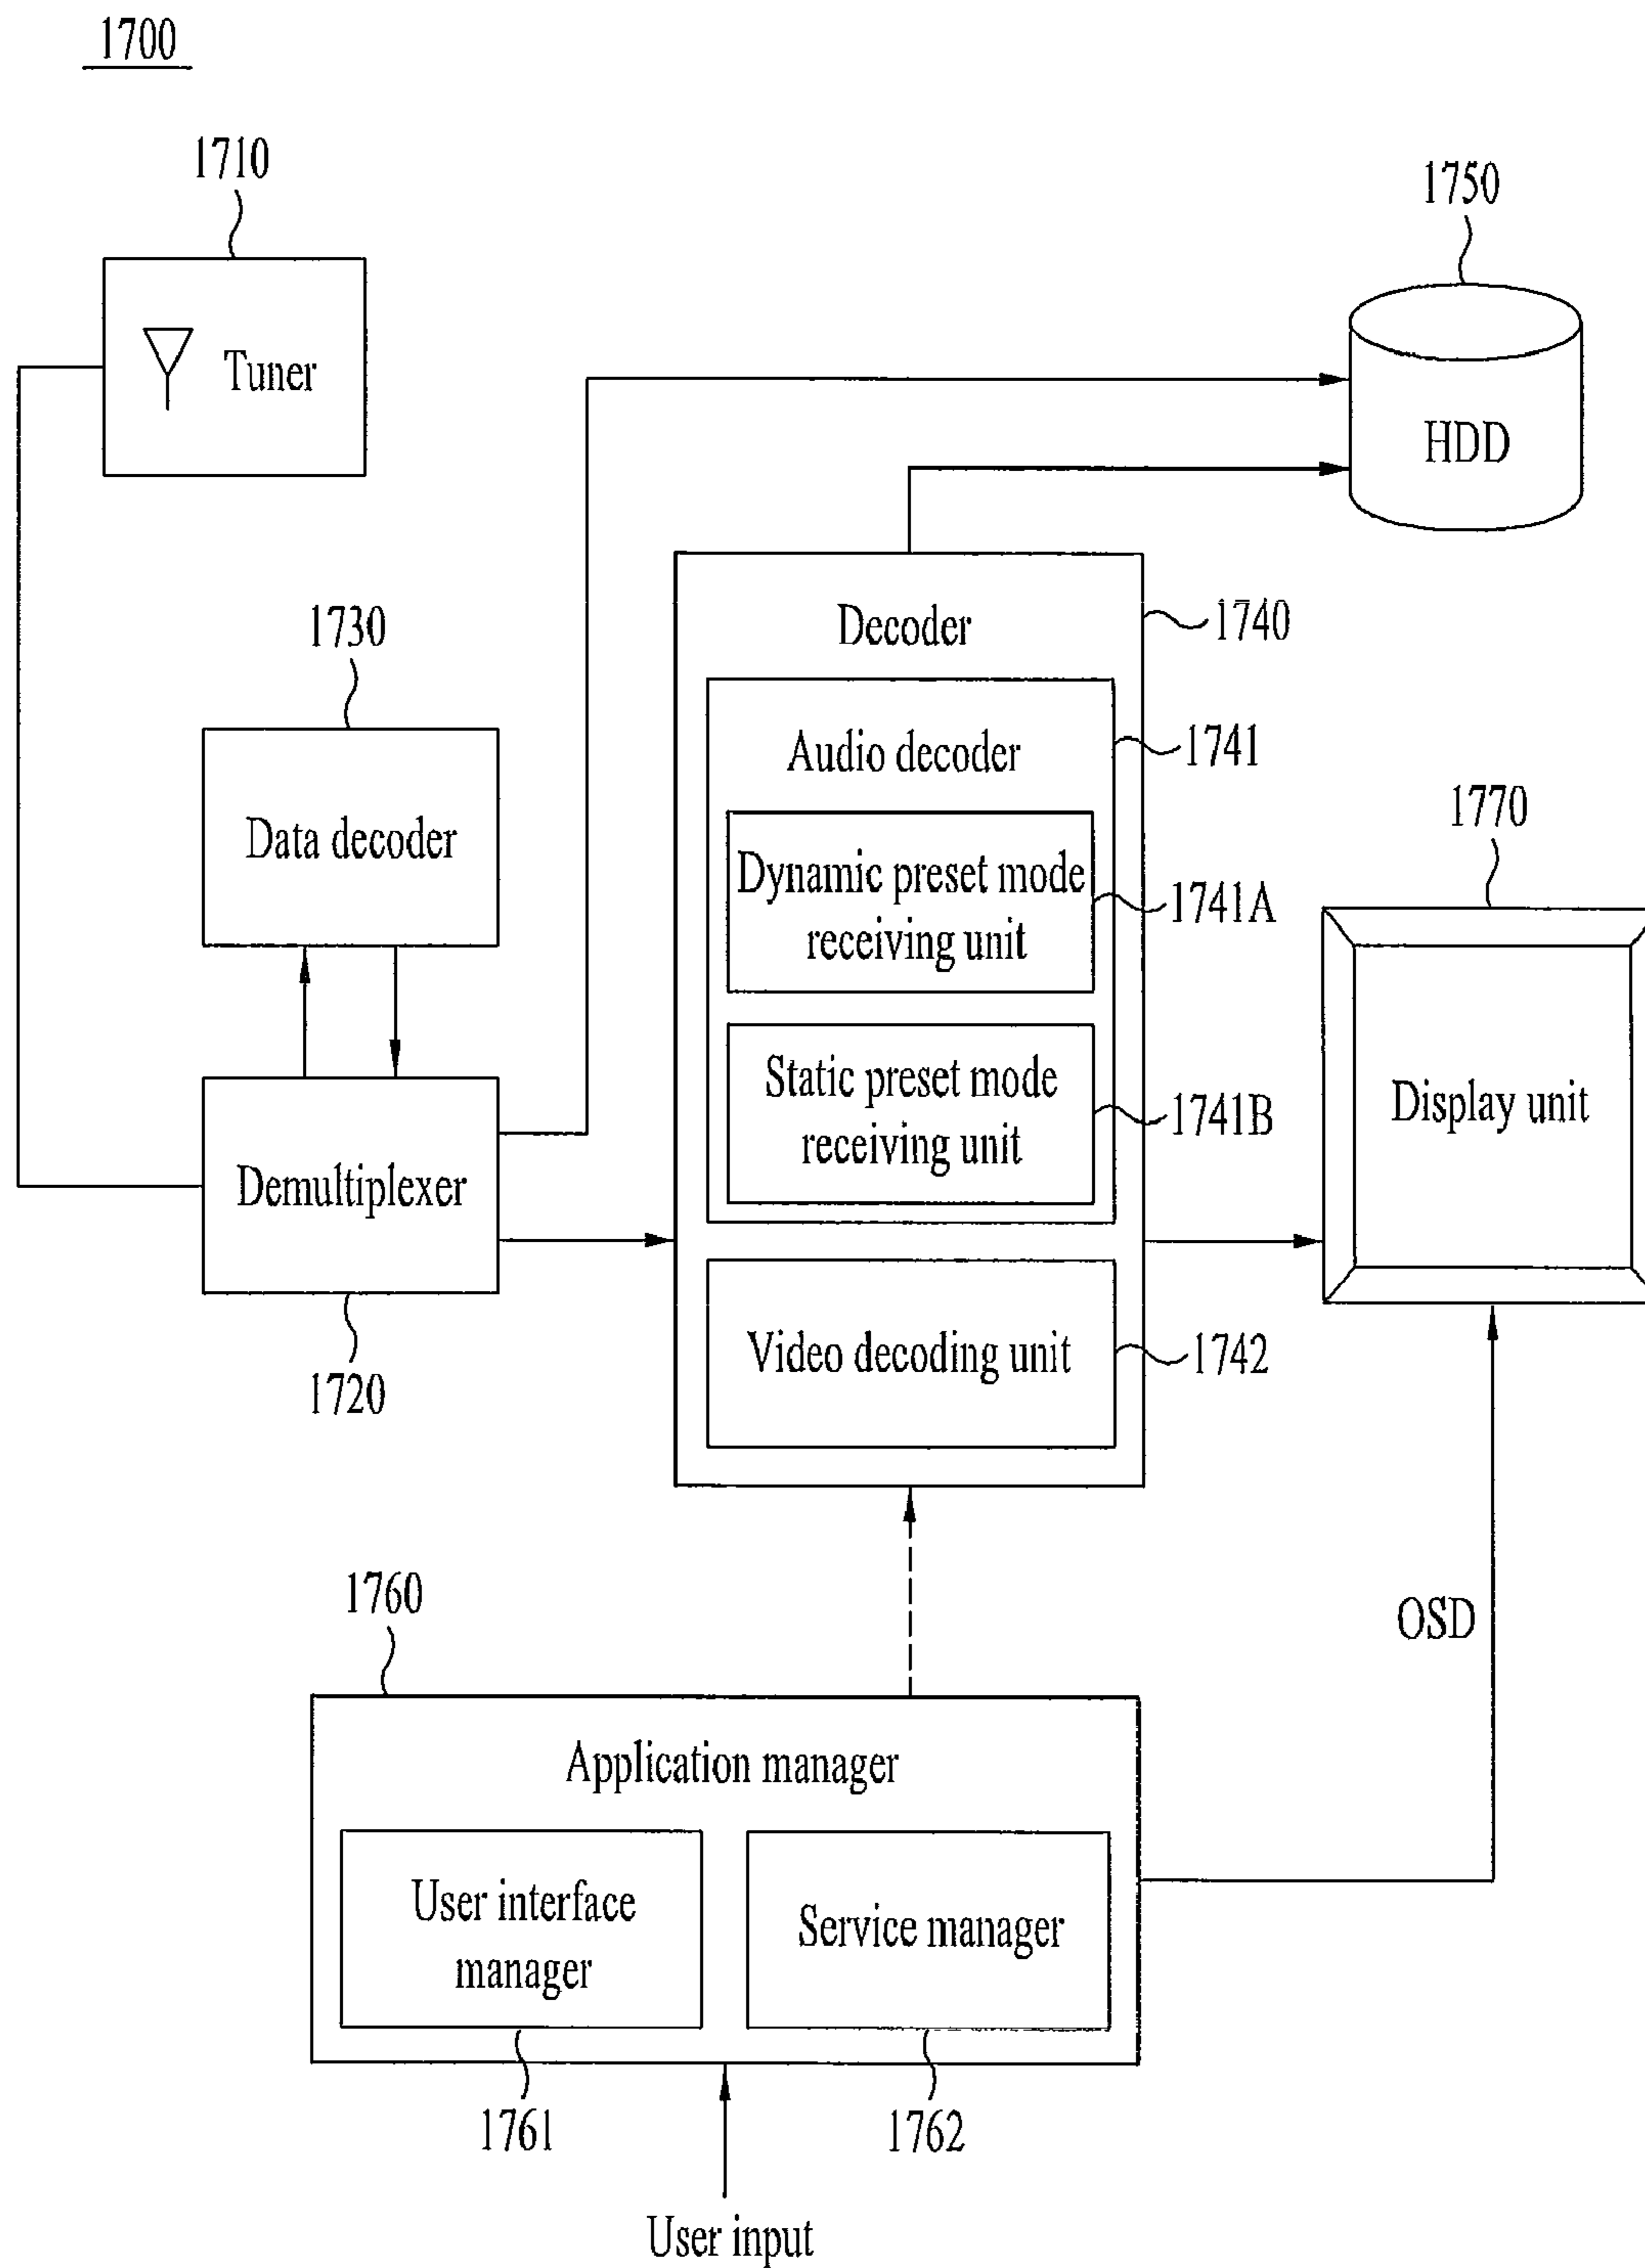 1700
1710
Tuner
1750
HDD
1730
Data decoder
Decoder
1740
Audio decoder
1741
Dynamic preset mode
receiving unit
1741A
Static preset mode
receiving unit
1741B
1770
Display unit
Demultiplexer
1720
Video decoding unit
1742
1760
OSD
Application manager
User interface
manager
Service manager
1761
1762
User input